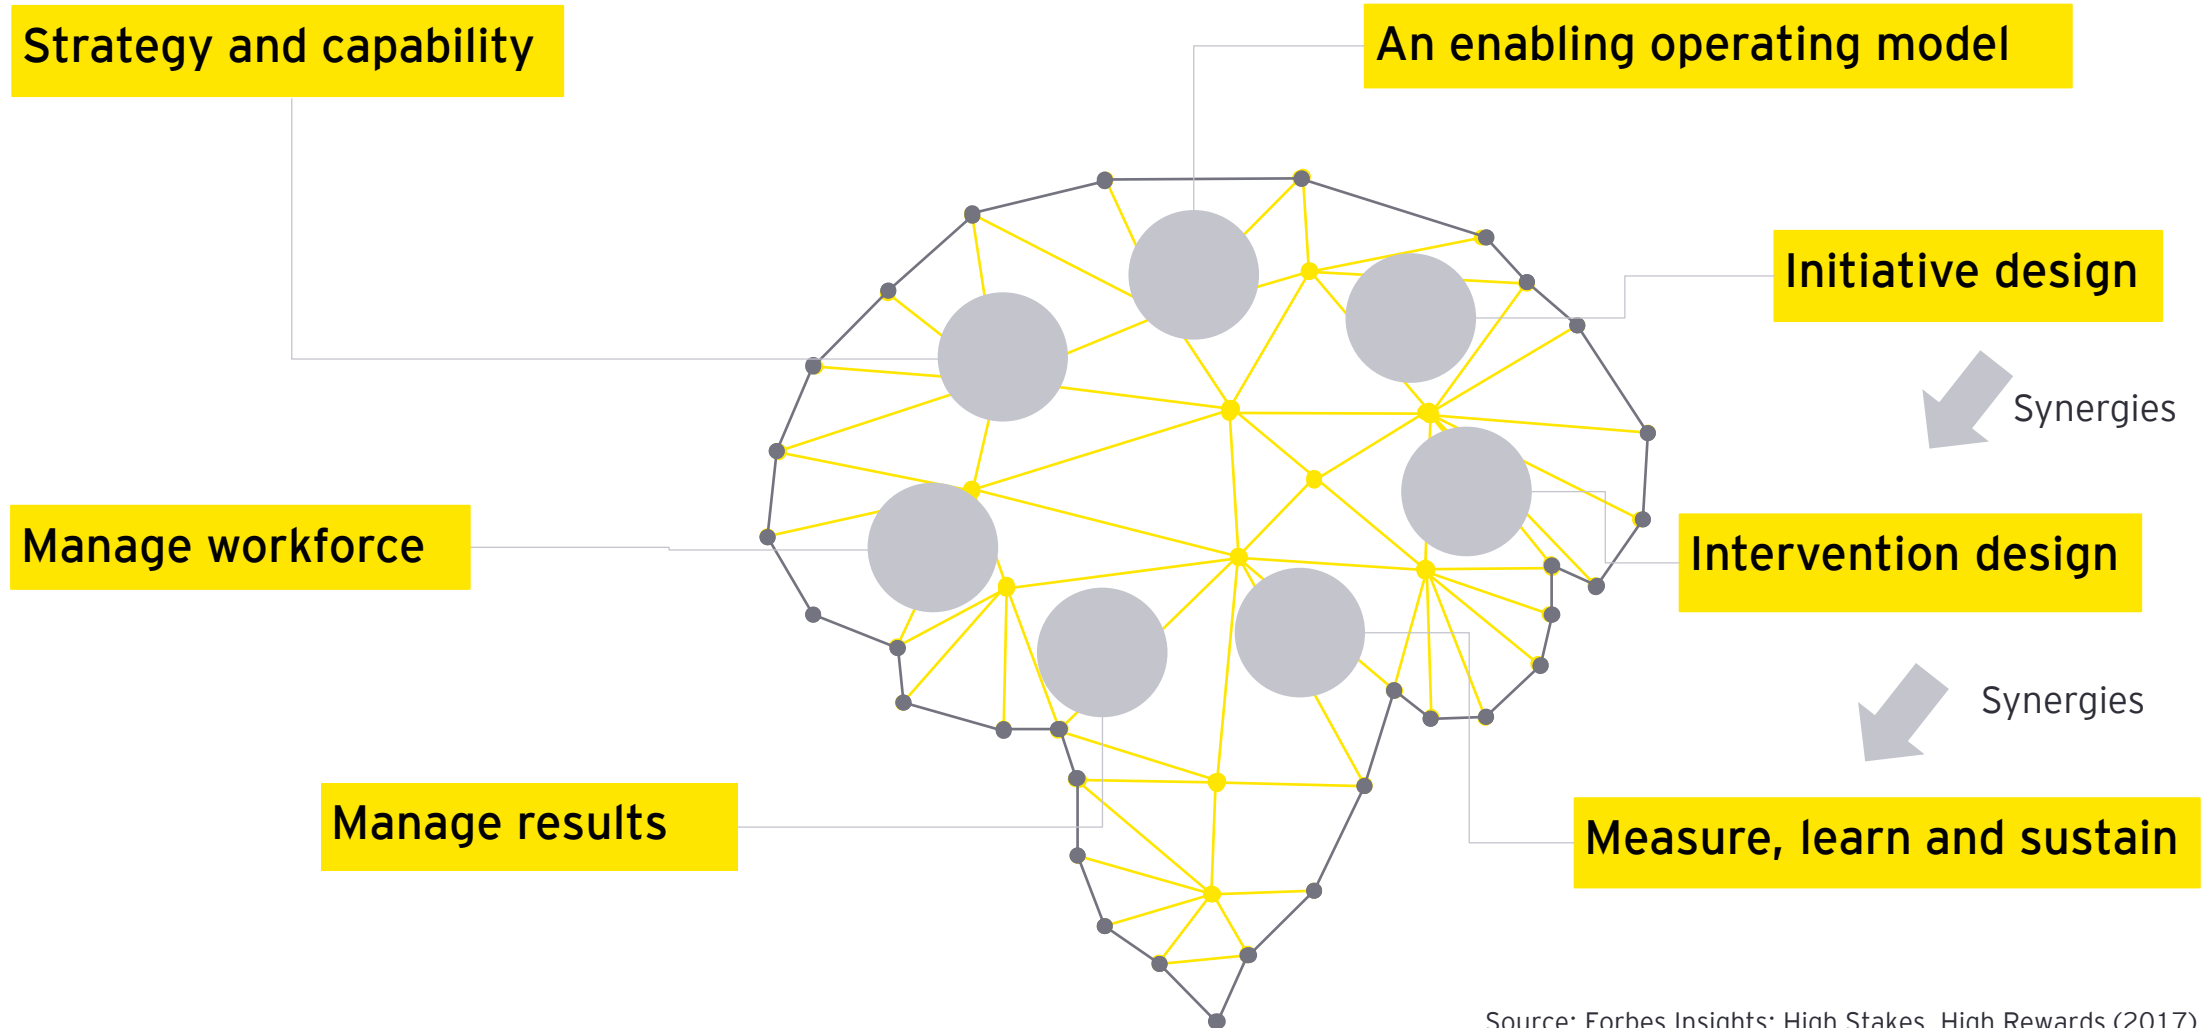 Strategy and capability
An enabling operating model
Initiative design
Synergies
Manage workforce
Intervention design
Synergies
Manage results
Measure, learn and sustain
Source: Forbes Insights: High Stakes, High Rewards (2017)